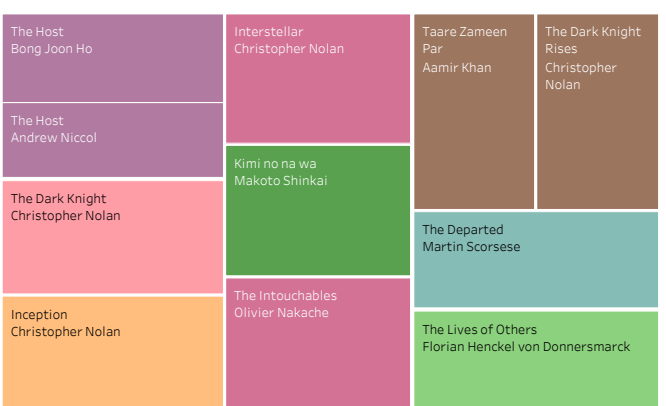 The Host
Bong Joon Ho
The Host
Andrew Niccol
The Dark Knight
Christopher Nolan
Inception
Christopher Nolan
Interstellar
Christopher Nolan
Kimi no na wa
Makoto Shinkai
The Intouchables
Olivier Nakache
Taare Zameen
Par
Aamir Khan
The Dark Knight
Rises
Christopher
Nolan
The Departed
Martin Scorsese
The Lives of Others
Florian Henckel von Donnersmarck